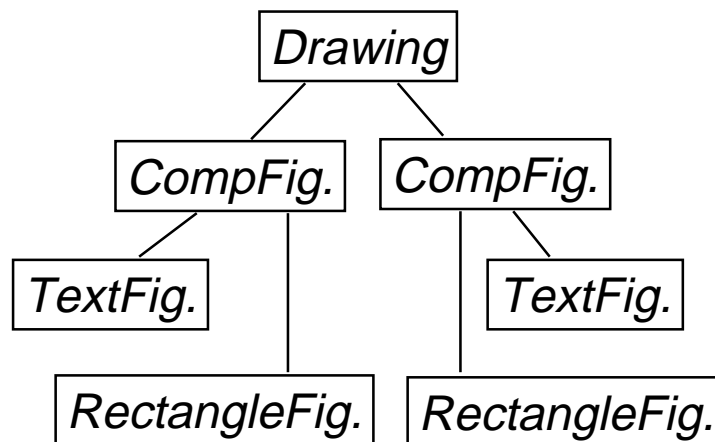 Drawing
CompFig.
CompFig.
TextFig.
TextFig.
RectangleFig.
RectangleFig.